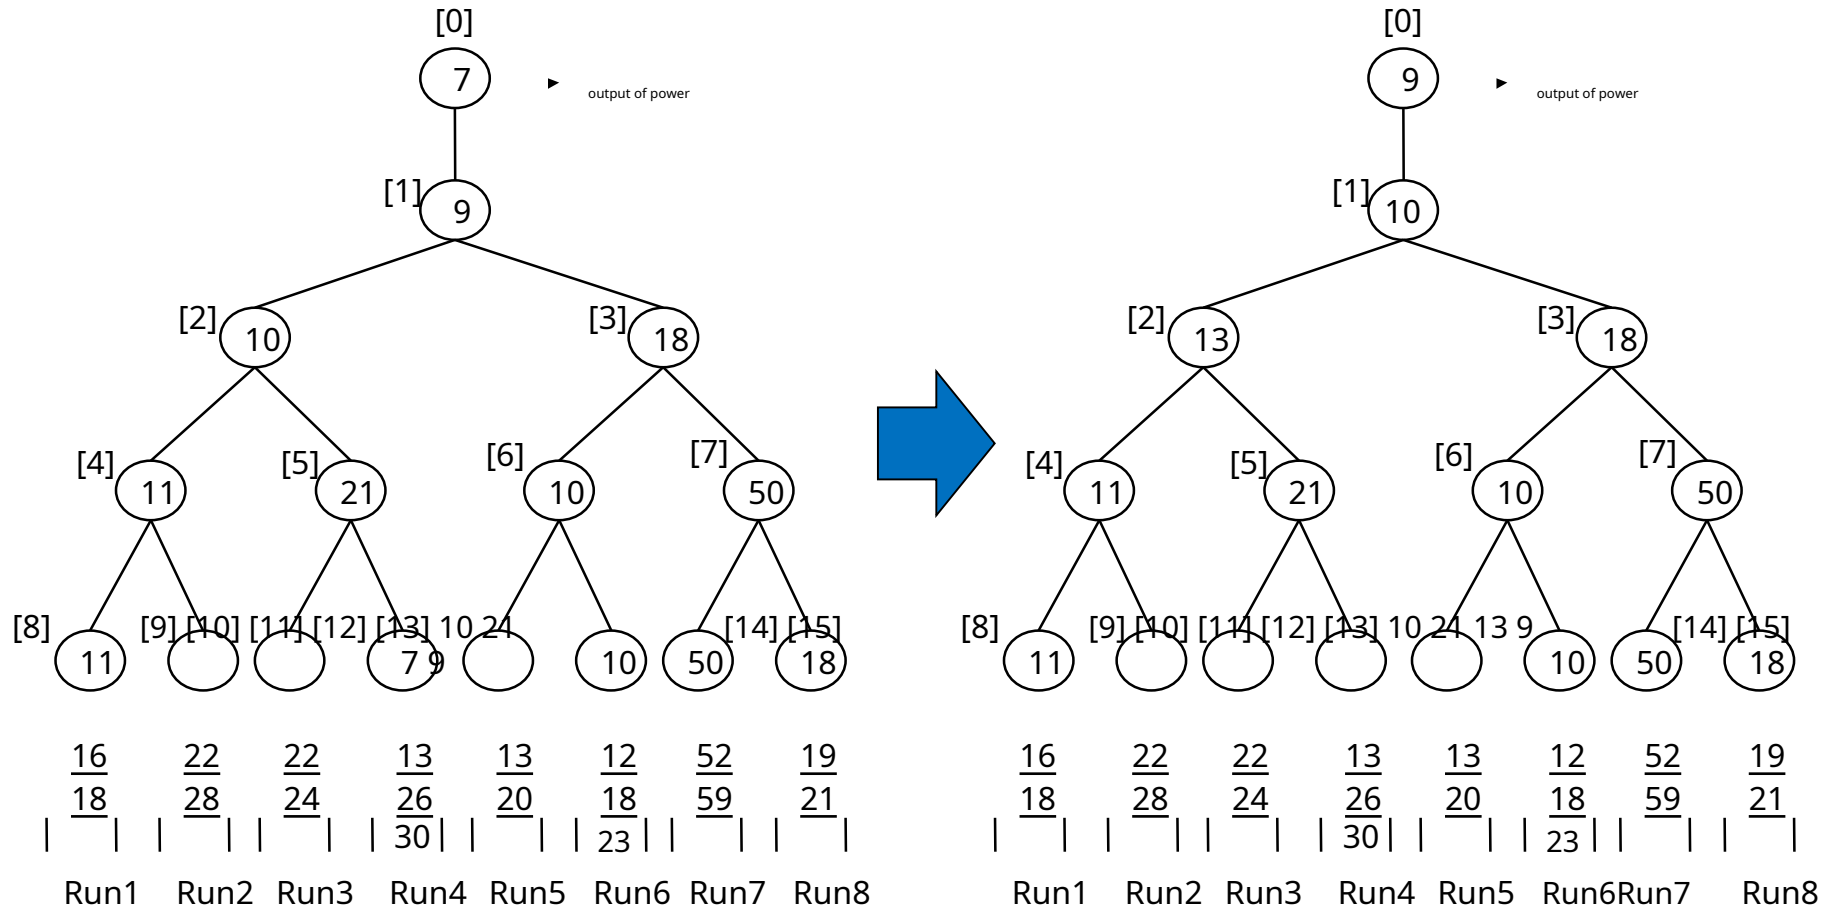 [0] [0]
7 9
output of power output of power
[1] [1]
9 10
[2] [3] [2] [3]
10 18 13 18
[4] [5] [6] [7] [4] [5] [6] [7]
11 21 10 50 11 21 10 50
[8] [9] [10] [11] [12] [13] 10 21 [14] [15] [8] [9] [10] [11] [12] [13] 10 21 13 9 [14] [15]
11 7 9 10 50 18 11 10 50 18
16 22 22 13 13 12 52 19 16 22 22 13 13 12 52 19
18 28 24 26 20 18 59 21 18 28 24 26 20 18 59 21
30 23 30 23
Run1 Run2 Run3 Run4 Run5 Run6 Run7 Run8 Run1 Run2 Run3 Run4 Run5 Run6Run7 Run8